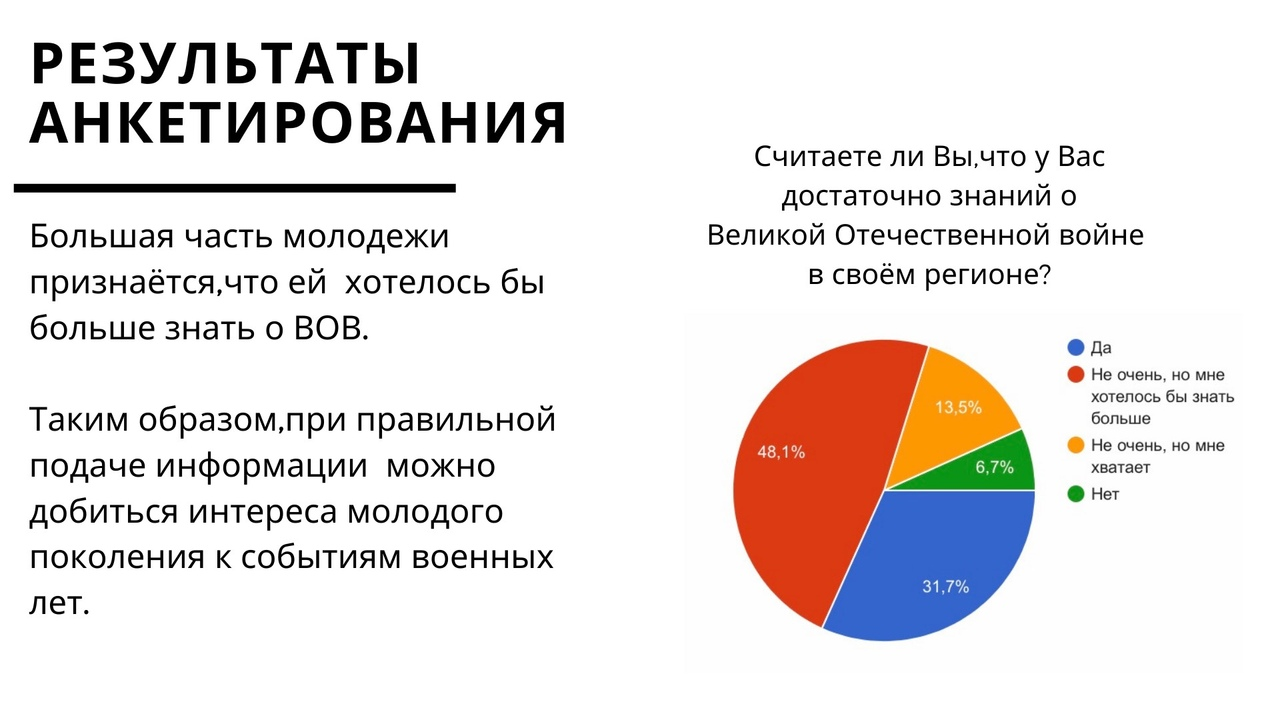 РЕЗУЛЬТАТЫ
АНКЕТИРОВАНИЯ
Большая часть молодежи
признаётся,что ей  хотелось бы
больше знать о ВОВ.
Таким образом,при правильной
подаче информации  можно
добиться интереса молодого
поколения к событиям военных
лет.
Считаете ли Вы,что у Вас
достаточно знаний о
Великой Отечественной войне
в своём регионе?
48,1%
13,5%
6,7%
31,7%
Да
Не очень, но мне
хотелось бы знать
больше
Не очень, но мне
хватает
Нет